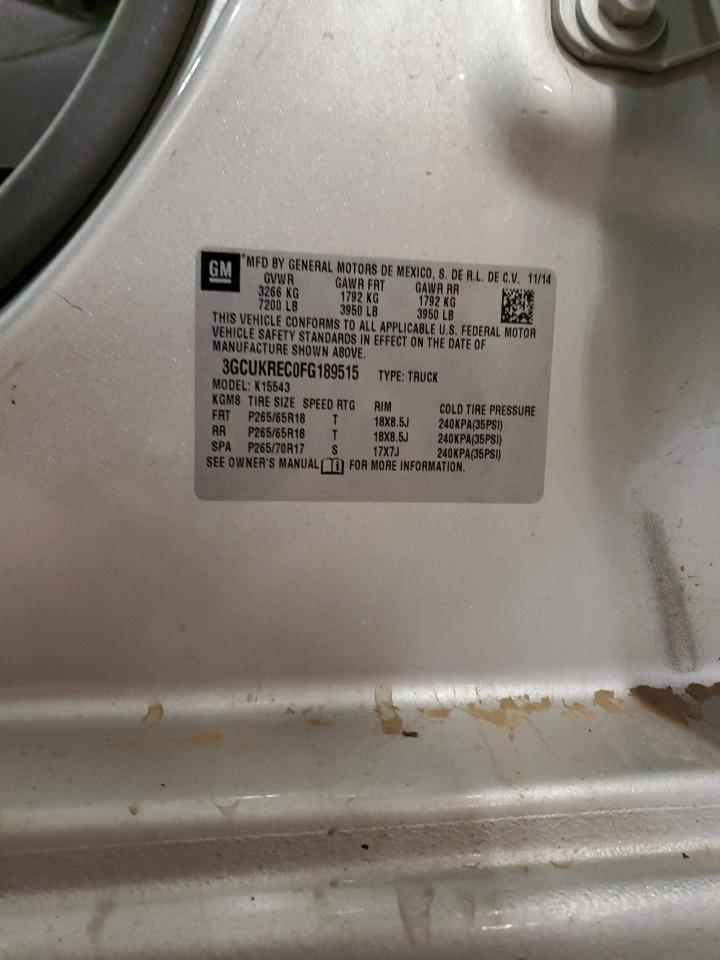 GM *MFD BY GENERAL MOTORS DE MEXICO, S. DE R.L. DE C.V. 11/14
GVWR GAWR FRT GAWR RR
3266 KG 1792 KG 1792 KG
7200 LB 3950 LB 3950 LB
THIS VEHICLE CONFORMS TO ALL APPLICABLE U.S. FEDERAL MOTOR
VEHICLE SAFETY STANDARDS IN EFFECT ON THE DATE OF
MANUFACTURE SHOWN ABOVE.
3GCUKREC0FG189515 TYPE: TRUCK
MODEL: K15543
KGM8 TIRE SIZE SPEED RTG RIM COLD TIRE PRESSURE
FRT P265/65R18 T 18X8.5J 240KPA(35PSI)
RR P265/65R18 T 18X8.5J 240KPA(35PSI)
SPA P265/70R17 S 17X7J 240KPA(35PSI)
SEE OWNER'S MANUAL FOR MORE INFORMATION.